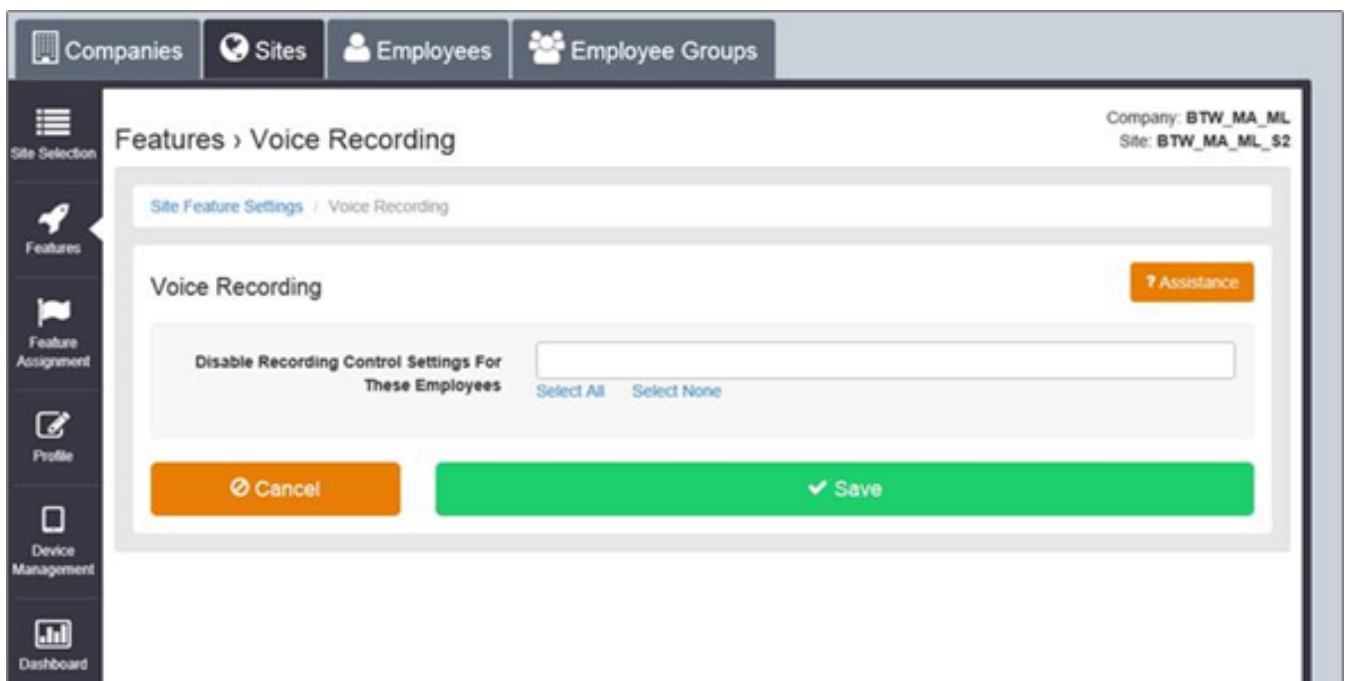 Companies Sites Employees Employee Groups
Company: BTW_MA_ML
Site: BTW_MA_ML_S2
Features › Voice Recording
Site Selection
Features
Feature
Assignment
Profile
Device
Management
Dashboard
Site Feature Settings / Voice Recording
Voice Recording
? Assistance
Disable Recording Control Settings For
These Employees
Select All Select None
Cancel Save